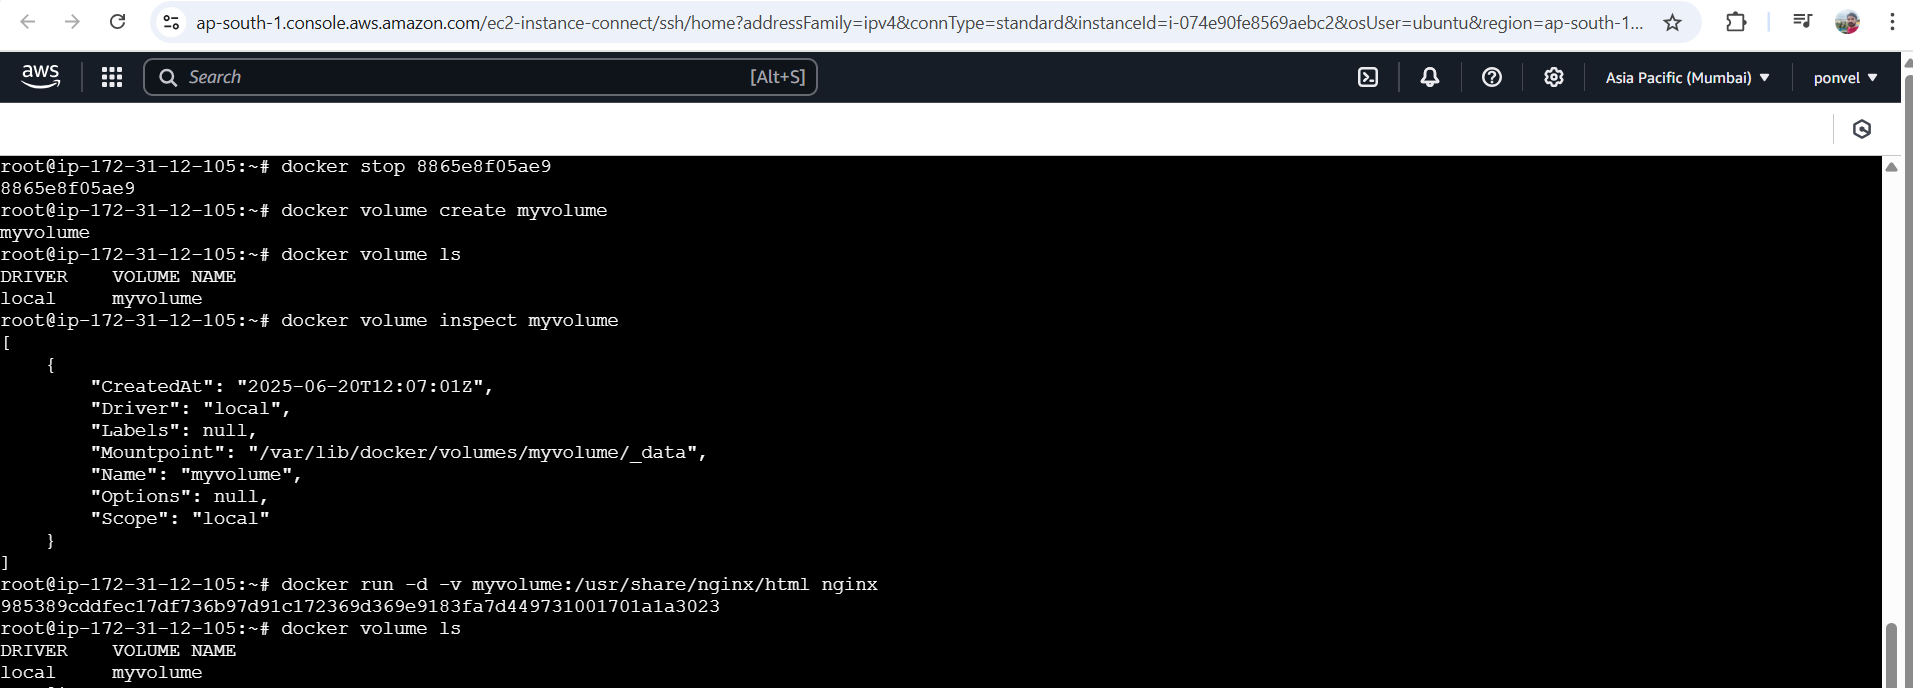 ap-south-1.console.aws.amazon.com/ec2-instance-connect/ssh/home?addressFamily=ipv4&connType=standard&instanceId=i-074e90fe8569aebc2&osUser=ubuntu&region=ap-south-1...
aws Search [Alt+S] Asia Pacific (Mumbai) ponvel
root@ip-172-31-12-105:~# docker stop 8865e8f05ae9
8865e8f05ae9
root@ip-172-31-12-105:~# docker volume create myvolume
myvolume
root@ip-172-31-12-105:~# docker volume ls
DRIVER    VOLUME NAME
local     myvolume
root@ip-172-31-12-105:~# docker volume inspect myvolume
[
    {
        "CreatedAt": "2025-06-20T12:07:01Z",
        "Driver": "local",
        "Labels": null,
        "Mountpoint": "/var/lib/docker/volumes/myvolume/_data",
        "Name": "myvolume",
        "Options": null,
        "Scope": "local"
    }
]
root@ip-172-31-12-105:~# docker run -d -v myvolume:/usr/share/nginx/html nginx
985389cddfec17df736b97d91c172369d369e9183fa7d449731001701a1a3023
root@ip-172-31-12-105:~# docker volume ls
DRIVER    VOLUME NAME
local     myvolume